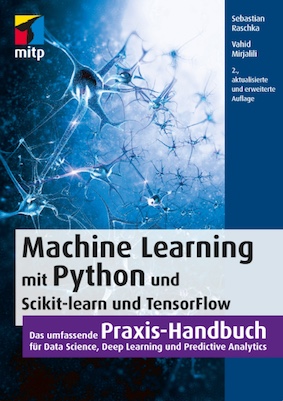 mitp
Sebastian
Raschka
Vahid
Mirjalili
2.,
aktualisierte
und erweiterte
Auflage
Machine Learning
mit Python und
Scikit-learn und TensorFlow
Das umfassende Praxis-Handbuch
für Data Science, Deep Learning und Predictive Analytics